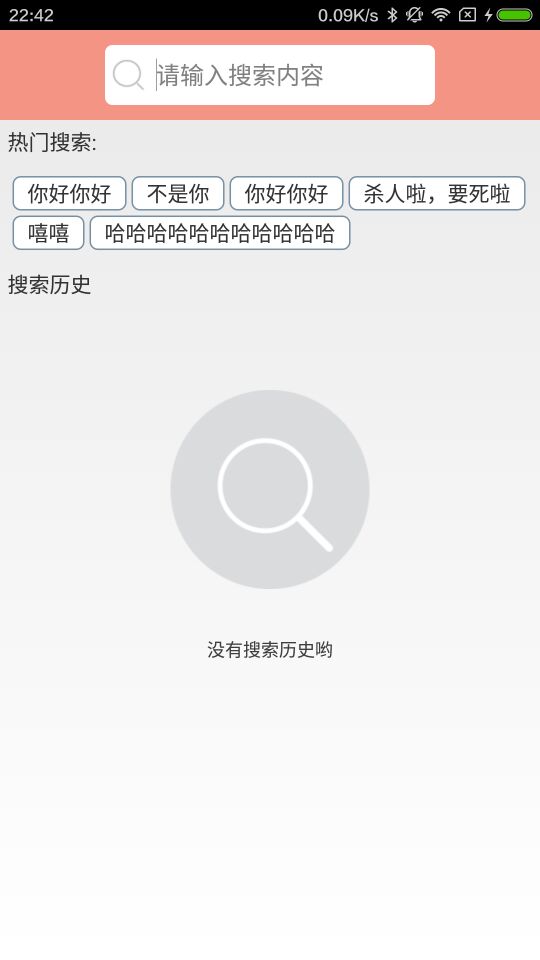 22:42 0.09K/s
请输入搜索内容
热门搜索:
你好你好 不是你 你好你好 杀人啦，要死啦
嘻嘻 哈哈哈哈哈哈哈哈哈哈哈
搜索历史
没有搜索历史哟